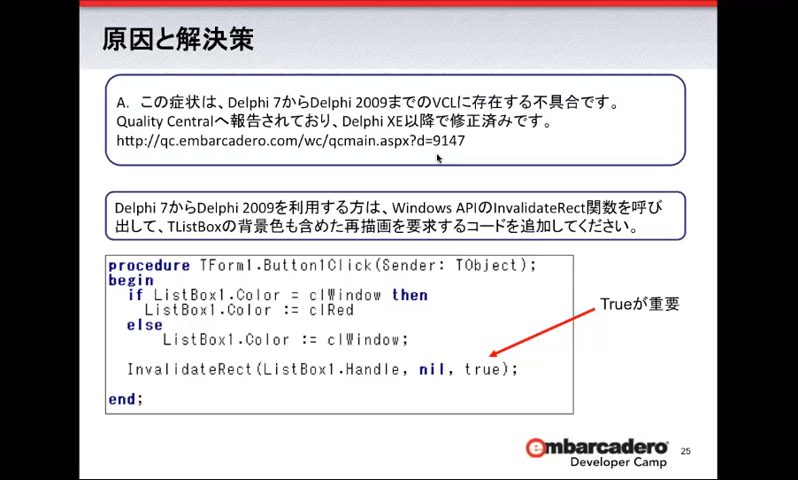 原因と解決策
A. この症状は、Delphi 7からDelphi 2009までのVCLに存在する不具合です。
Quality Centralへ報告されており、Delphi XE以降で修正済みです。
http://qc.embarcadero.com/wc/qcmain.aspx?d=9147
Delphi 7からDelphi 2009を利用する方は、Windows APIのInvalidateRect関数を呼び
出して、TListBoxの背景色も含めた再描画を要求するコードを追加してください。
procedure TForm1.Button1Click(Sender: TObject);
begin
if ListBox1.Color = clWindow then
ListBox1.Color := clRed
else
ListBox1.Color := clWindow;
InvalidateRect(ListBox1.Handle, nil, true);
end;
Trueが重要
embarcadero
Developer Camp
25